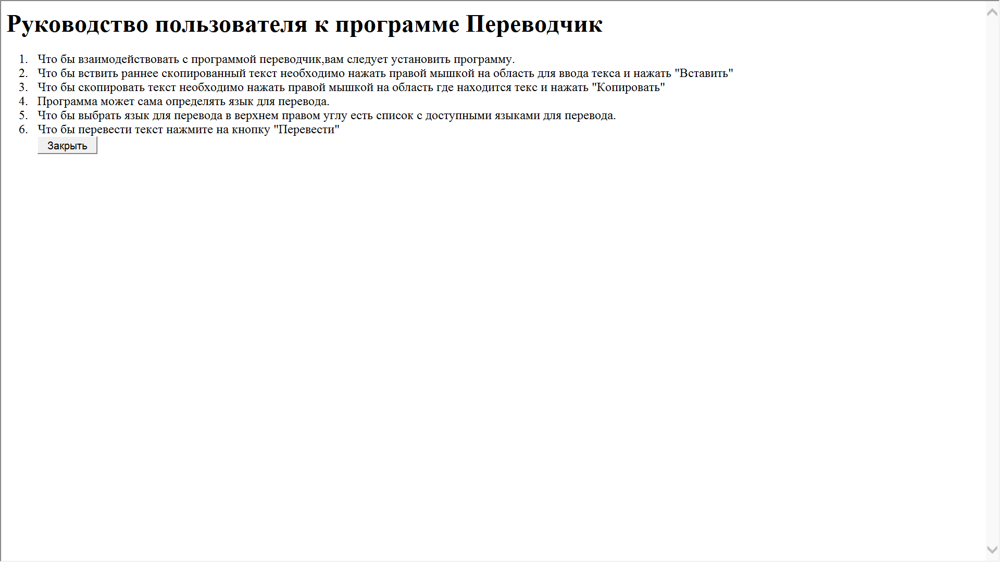 Руководство пользователя к программе Переводчик
1. Что бы взаимодействовать с программой переводчик,вам следует установить программу.
2. Что бы вствить раннее скопированный текст необходимо нажать правой мышкой на область для ввода текса и нажать "Вставить"
3. Что бы скопировать текст необходимо нажать правой мышкой на область где находится текс и нажать "Копировать"
4. Программа может сама определять язык для перевода.
5. Что бы выбрать язык для перевода в верхнем правом углу есть список с доступными языками для перевода.
6. Что бы перевести текст нажмите на кнопку "Перевести"
Закрыть